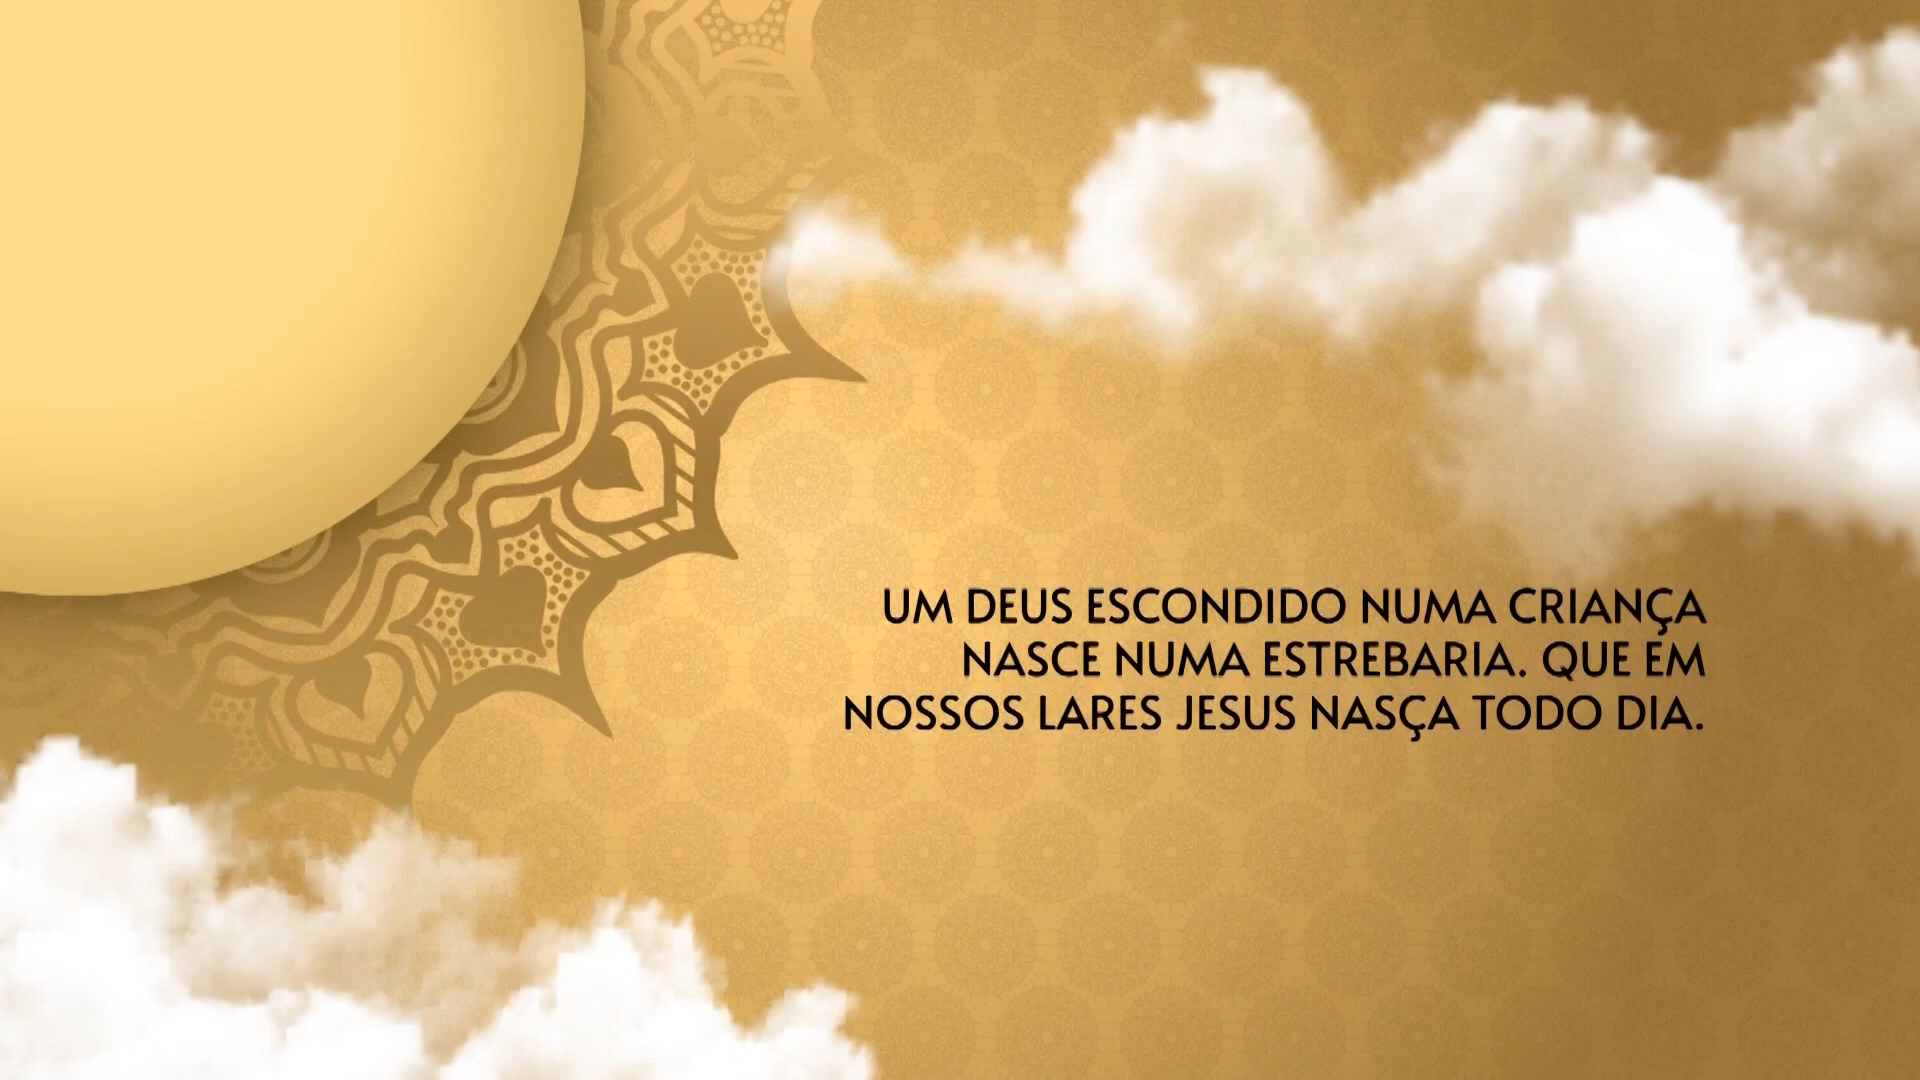 UM DEUS ESCONDIDO NUMA CRIANÇA
NASCE NUMA ESTREBARIA. QUE EM
NOSSOS LARES JESUS NASÇA TODO DIA.